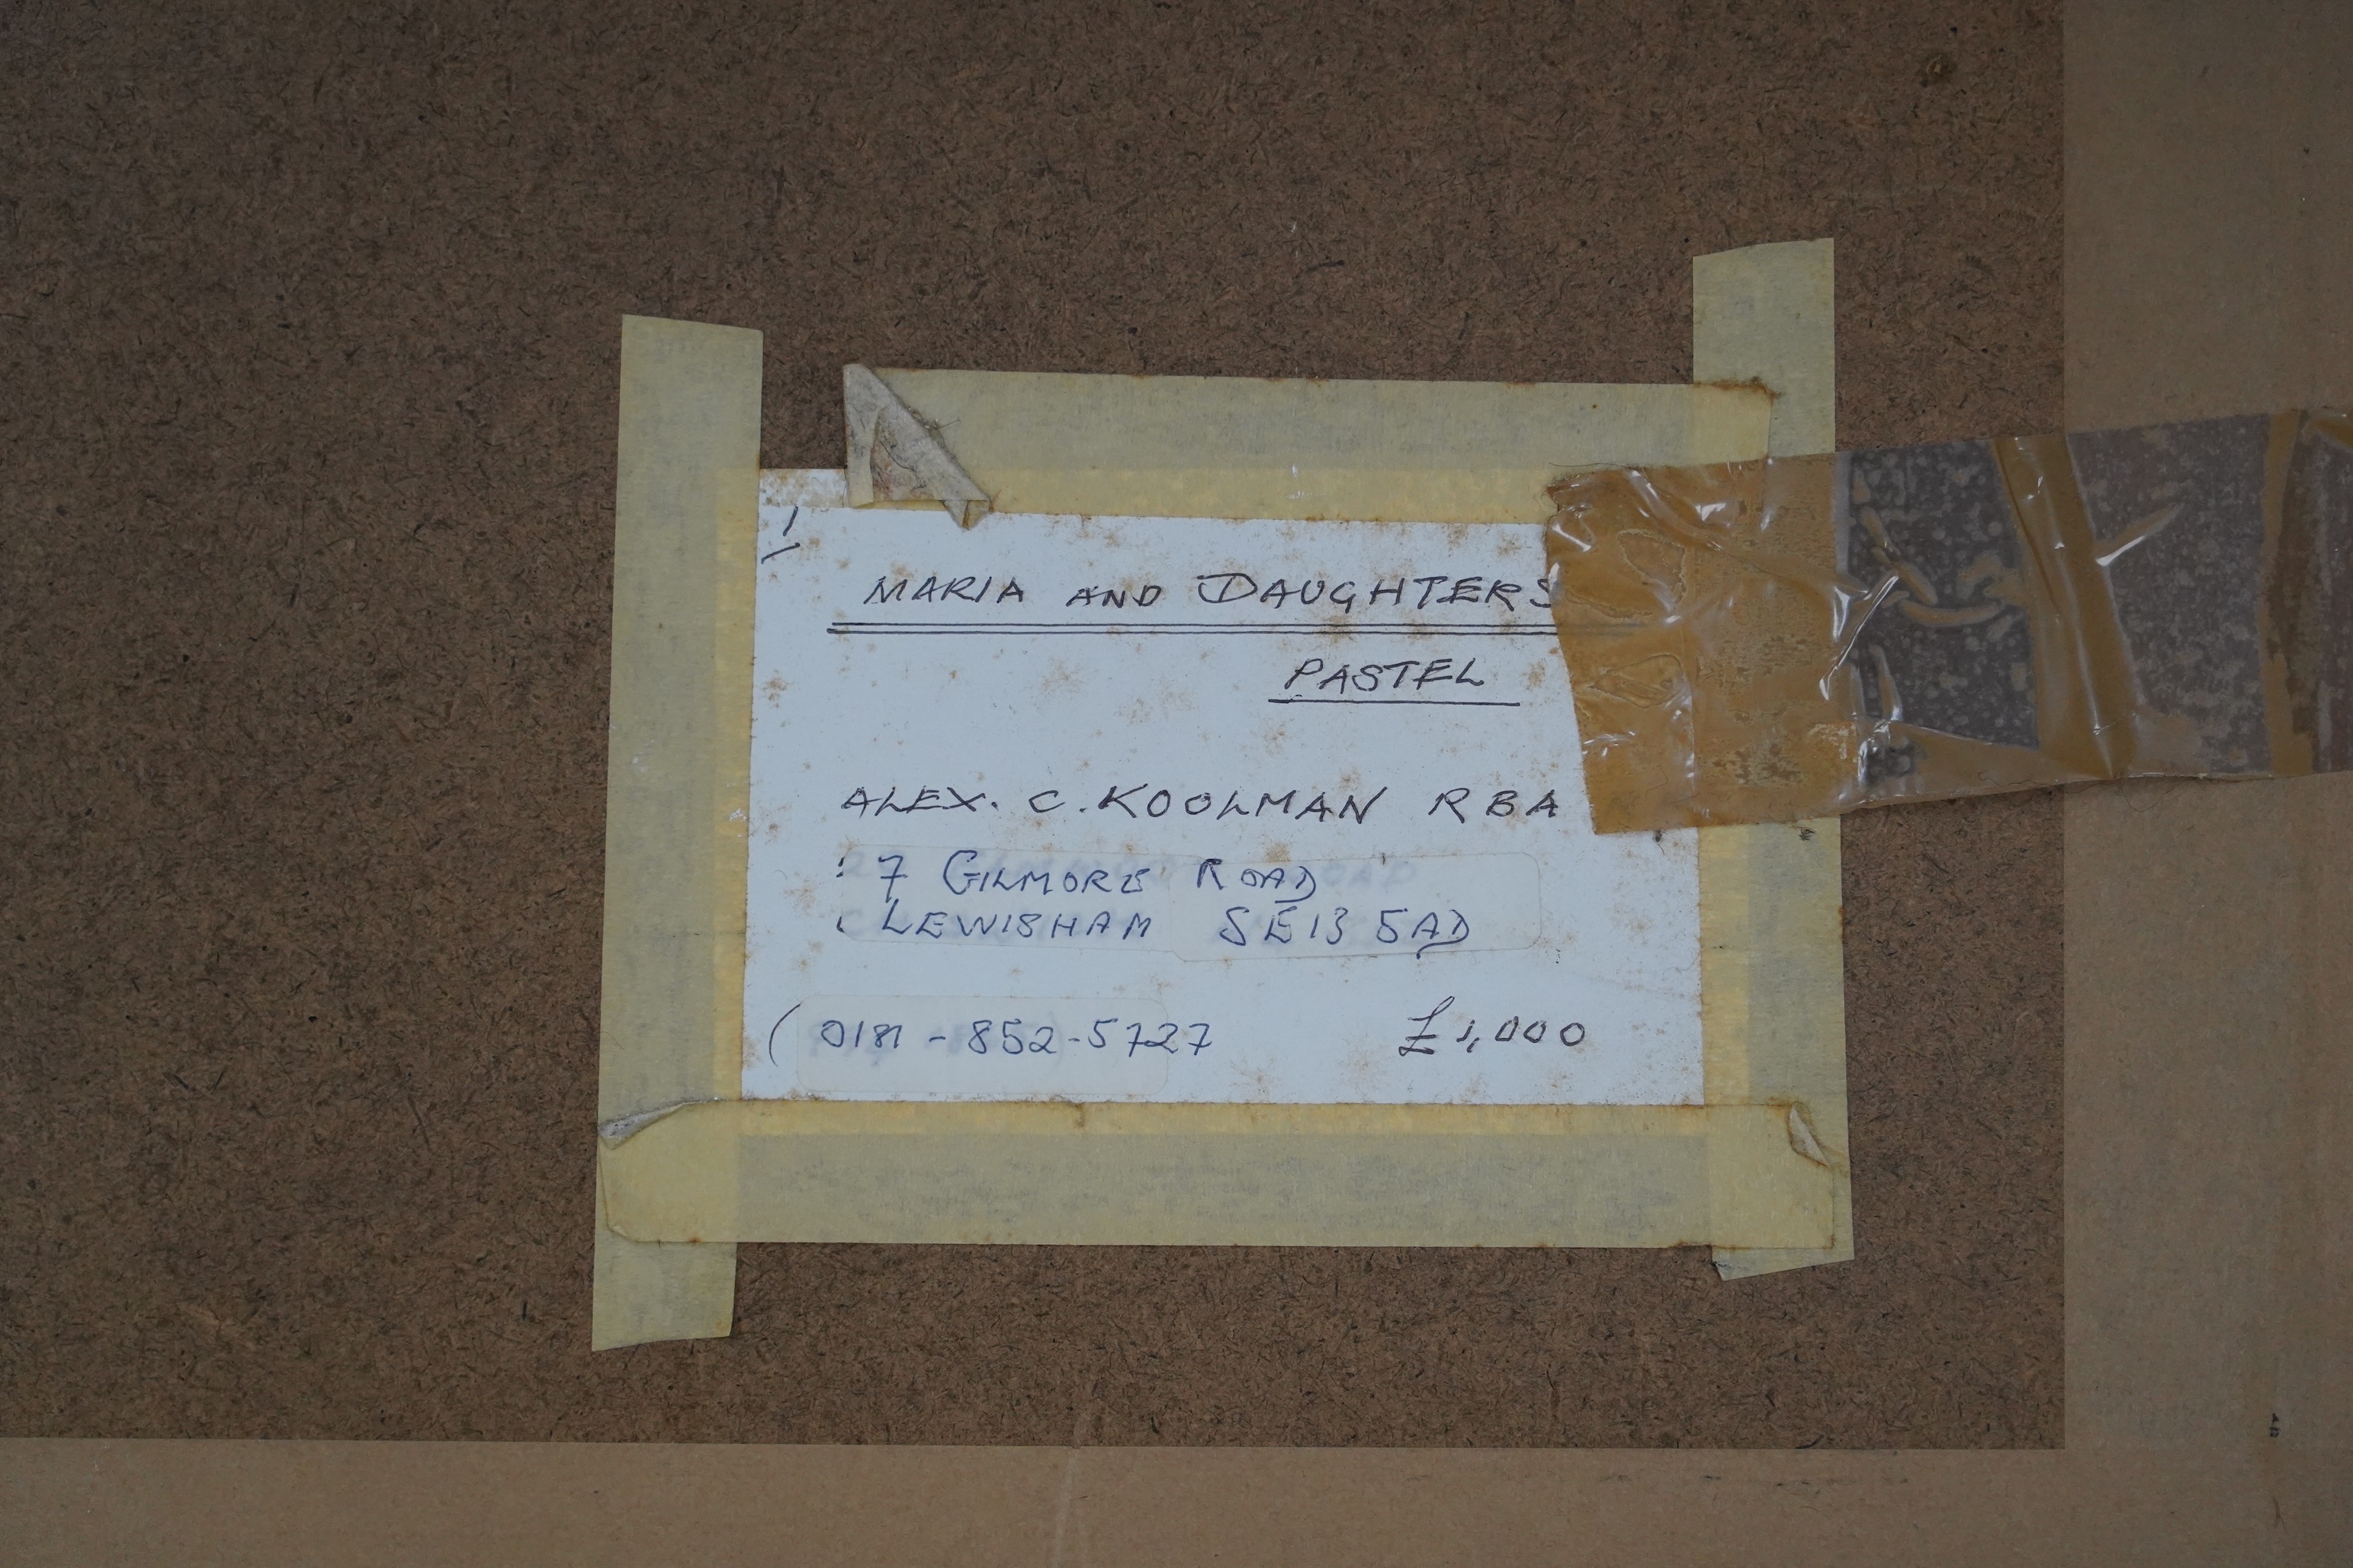 1
MARIA AND DAUGHTERS
PASTEL
ALEX. C. KOOLMAN RBA
7 GILMORE ROAD
LEWISHAM SE13 5AD
( 0181 - 852 - 5727 £1,000